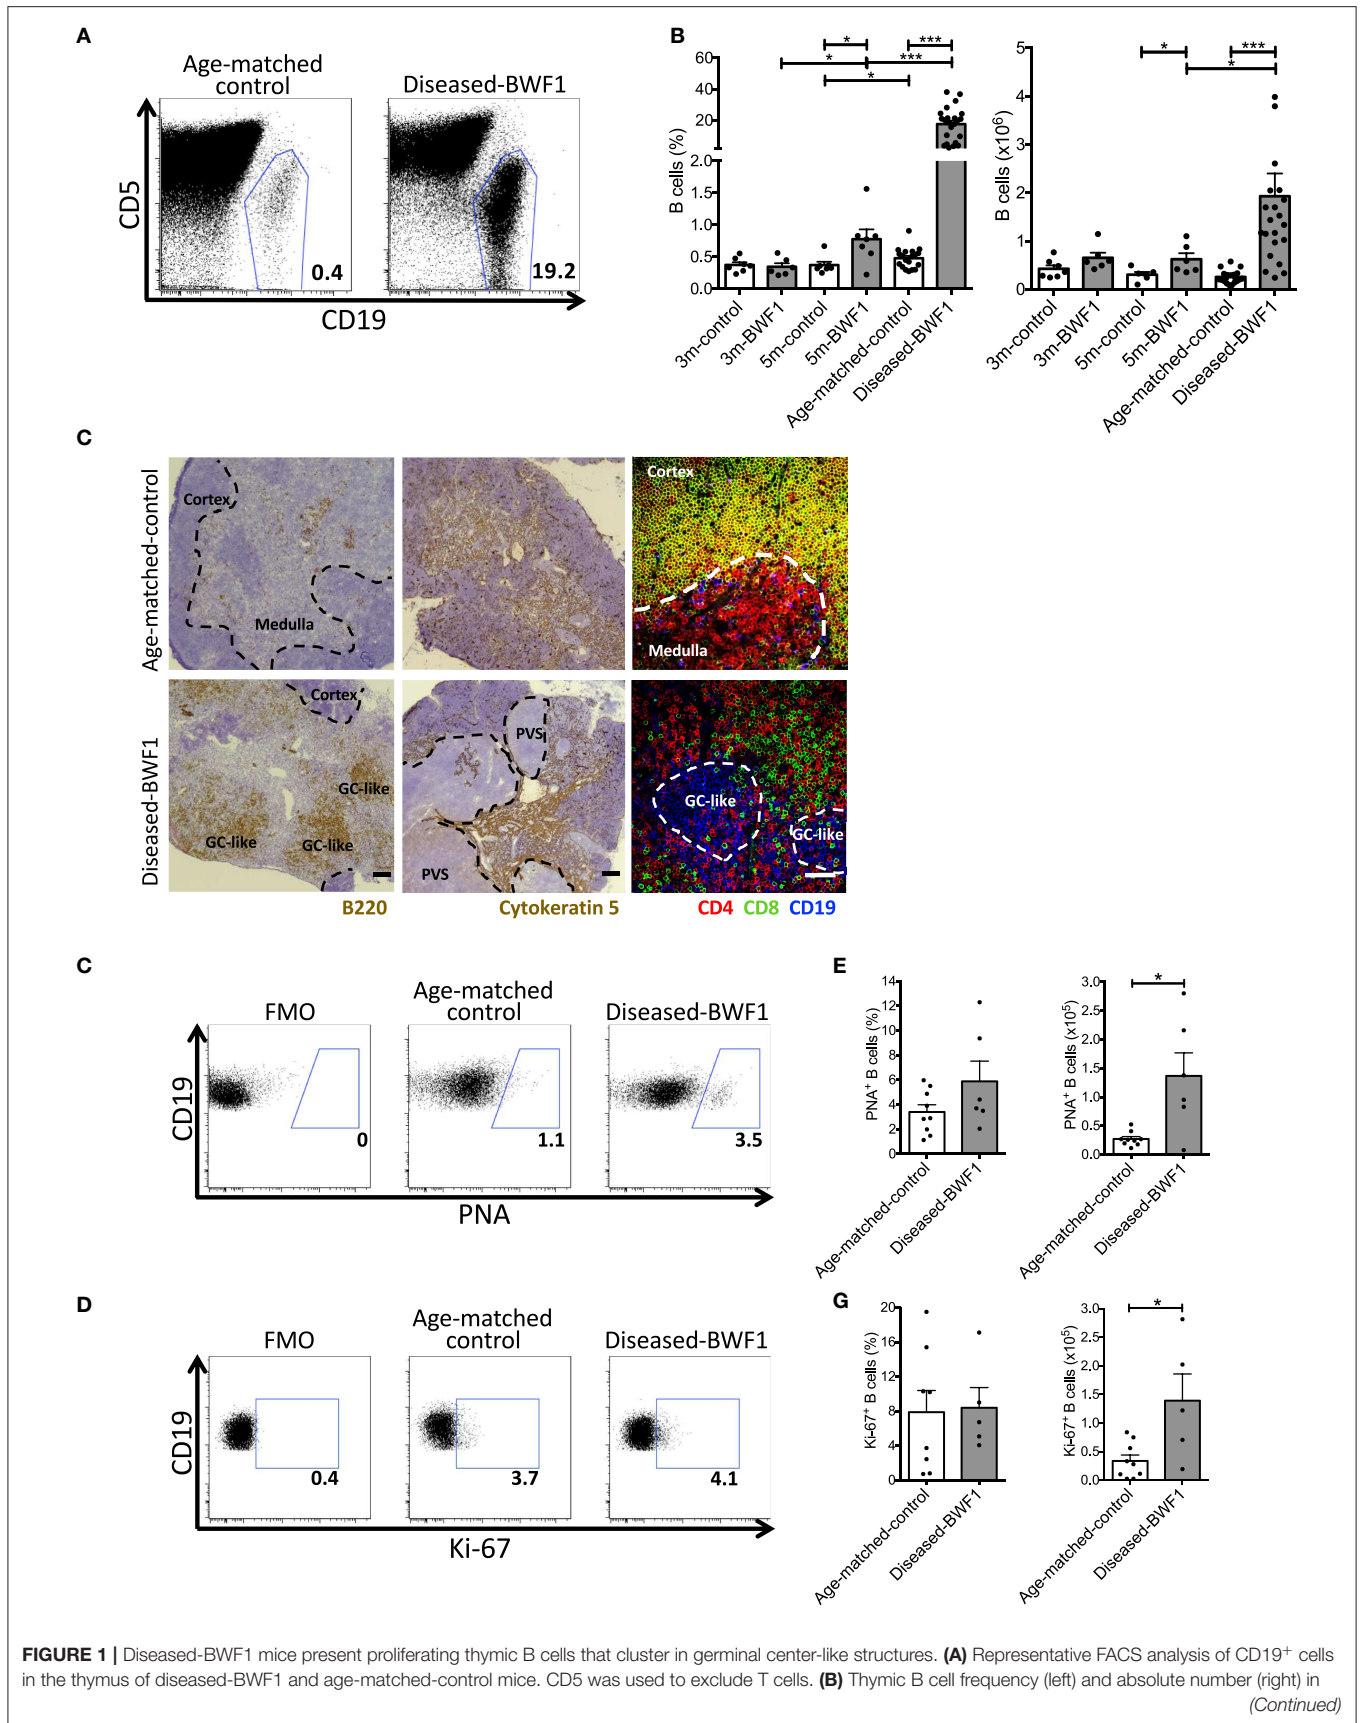 A
Age-matched
control
Diseased-BWF1
CD5
0.4
19.2
CD19
B
B cells (%)
60
40
20
2.0
1.5
1.0
0.5
0.0
*
***
*
***
*
3m-control
3m-BWF1
5m-control
5m-BWF1
Age-matched-control
Diseased-BWF1
B cells (x10⁶)
5
4
3
2
1
0
*
***
*
3m-control
3m-BWF1
5m-control
5m-BWF1
Age-matched-control
Diseased-BWF1
C
Age-matched-control
Cortex
Medulla
Cortex
Medulla
Diseased-BWF1
Cortex
GC-like
GC-like
GC-like
PVS
PVS
GC-like
GC-like
B220
Cytokeratin 5
CD4 CD8 CD19
C
FMO
Age-matched
control
Diseased-BWF1
CD19
0
1.1
3.5
PNA
E
PNA⁺ B cells (%)
14
12
10
8
6
4
2
0
Age-matched-control
Diseased-BWF1
PNA⁺ B cells (x10⁵)
3.0
2.5
2.0
1.5
1.0
0.5
0.0
*
Age-matched-control
Diseased-BWF1
D
FMO
Age-matched
control
Diseased-BWF1
CD19
0.4
3.7
4.1
Ki-67
G
Ki-67⁺ B cells (%)
20
16
12
8
4
0
Age-matched-control
Diseased-BWF1
Ki-67⁺ B cells (x10⁵)
3.0
2.5
2.0
1.5
1.0
0.5
0.0
*
Age-matched-control
Diseased-BWF1
FIGURE 1 | Diseased-BWF1 mice present proliferating thymic B cells that cluster in germinal center-like structures. (A) Representative FACS analysis of CD19⁺ cells
in the thymus of diseased-BWF1 and age-matched-control mice. CD5 was used to exclude T cells. (B) Thymic B cell frequency (left) and absolute number (right) in
(Continued)